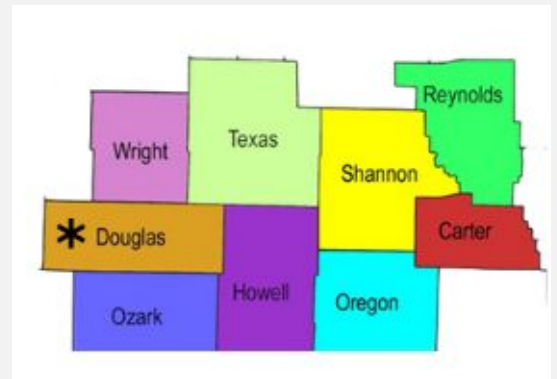 Reynolds
Texas
Wright
Shannon
* Douglas
Carter
Howell
Oregon
Ozark